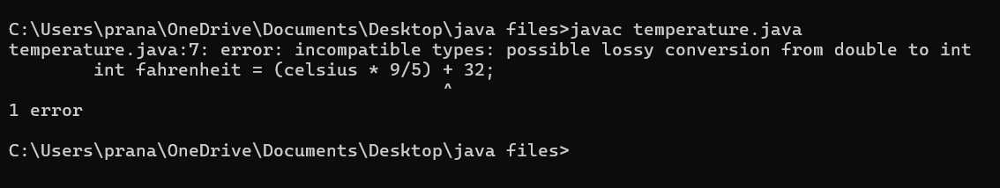 C:\Users\prana\OneDrive\Documents\Desktop\java files>javac temperature.java
temperature.java:7: error: incompatible types: possible lossy conversion from double to int
        int fahrenheit = (celsius * 9/5) + 32;
                                         ^
1 error
C:\Users\prana\OneDrive\Documents\Desktop\java files>